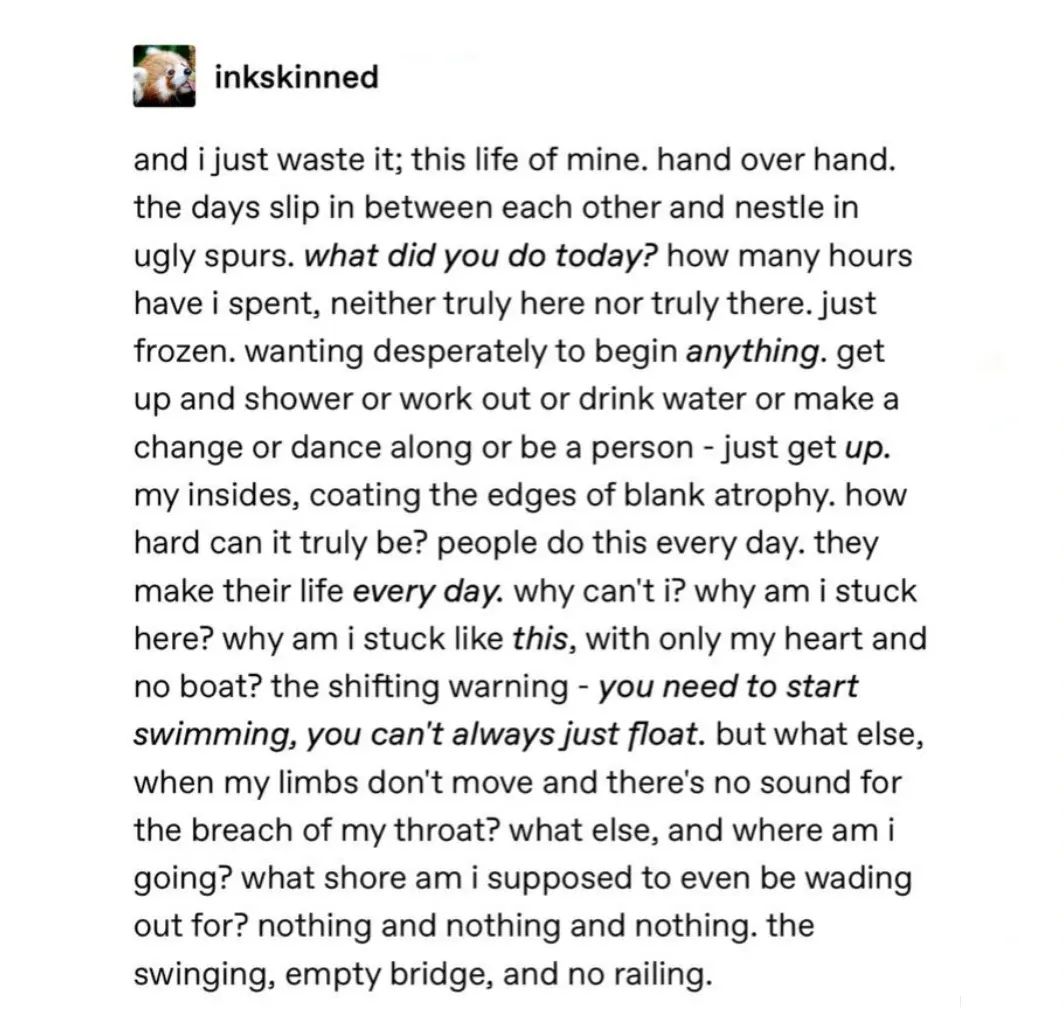 inkskinned
and i just waste it; this life of mine. hand over hand.
the days slip in between each other and nestle in
ugly spurs. what did you do today? how many hours
have i spent, neither truly here nor truly there. just
frozen. wanting desperately to begin anything. get
up and shower or work out or drink water or make a
change or dance along or be a person - just get up.
my insides, coating the edges of blank atrophy. how
hard can it truly be? people do this every day. they
make their life every day. why can't i? why am i stuck
here? why am i stuck like this, with only my heart and
no boat? the shifting warning - you need to start
swimming, you can't always just float. but what else,
when my limbs don't move and there's no sound for
the breach of my throat? what else, and where am i
going? what shore am i supposed to even be wading
out for? nothing and nothing and nothing. the
swinging, empty bridge, and no railing.